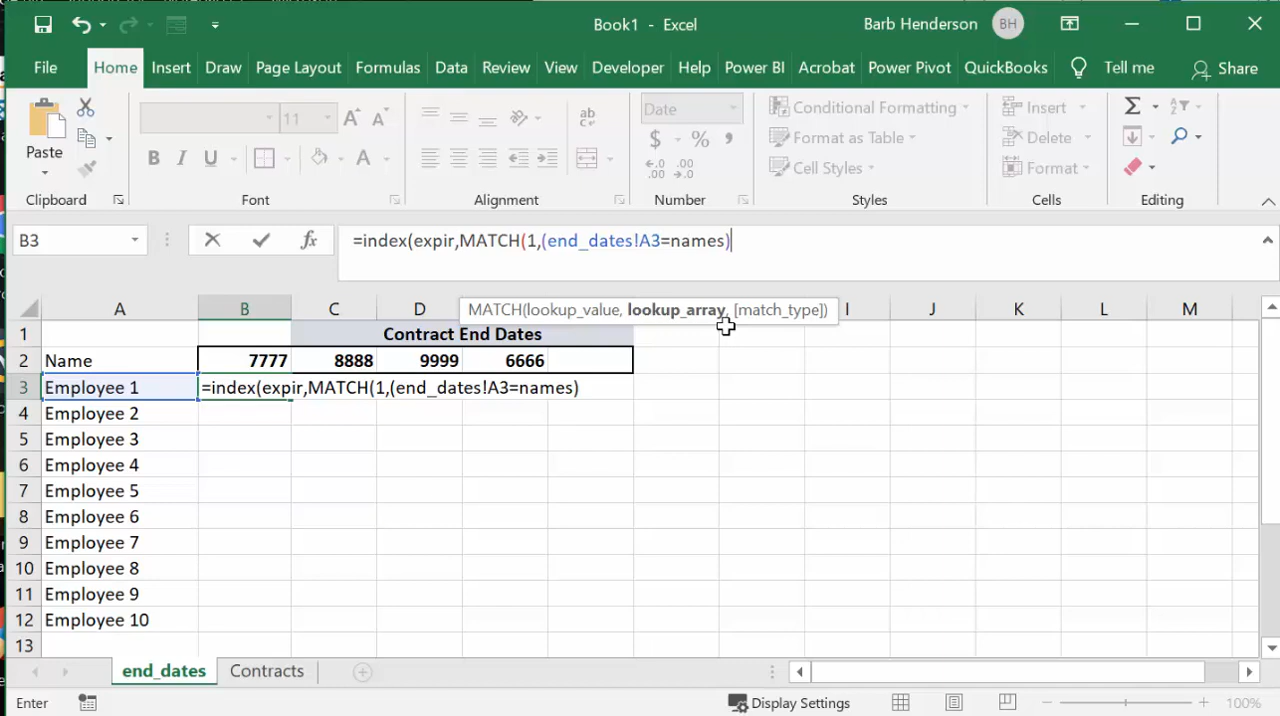 Book1 - Excel
Barb Henderson
BH
File Home Insert Draw Page Layout Formulas Data Review View Developer Help Power BI Acrobat Power Pivot QuickBooks Tell me Share
Paste
Date
11
A A
ab
B I U A
$ % ,
Conditional Formatting
Format as Table
Cell Styles
Insert
Delete
Format
Clipboard Font Alignment Number Styles Cells Editing
B3
fx
=index(expir,MATCH(1,(end_dates!A3=names)
MATCH(lookup_value, lookup_array, [match_type])
A B C D I J K L M
1 Contract End Dates
2 Name 7777 8888 9999 6666
3 Employee 1 =index(expir,MATCH(1,(end_dates!A3=names)
4 Employee 2
5 Employee 3
6 Employee 4
7 Employee 5
8 Employee 6
9 Employee 7
10 Employee 8
11 Employee 9
12 Employee 10
13
end_dates Contracts
Enter
Display Settings
100%